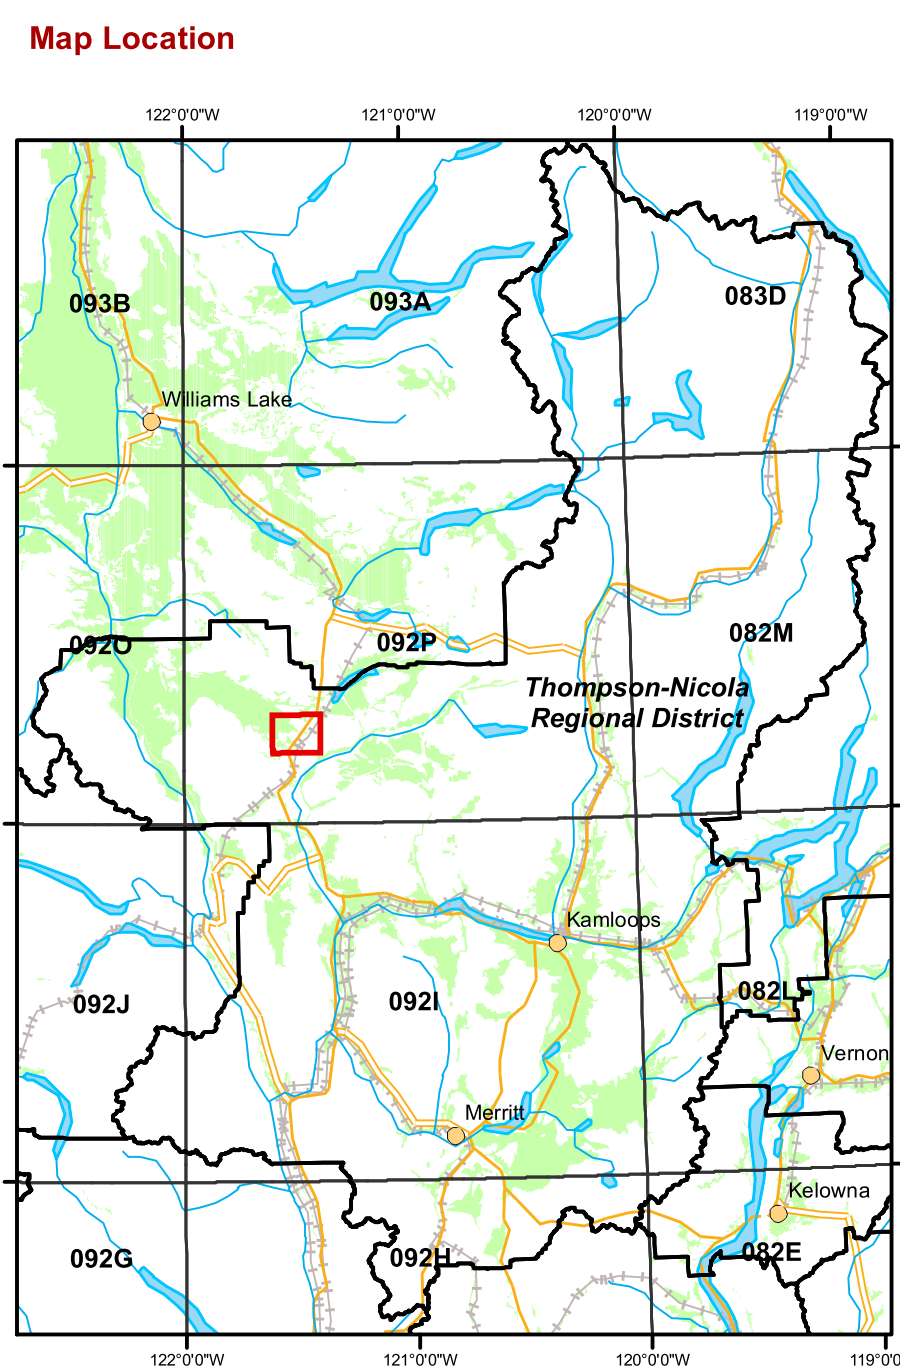 Map Location
122°0'0"W
121°0'0"W
120°0'0"W
119°0'0"W
083D
093B
093A
Williams Lake
092O
092P
082M
Thompson-Nicola
Regional District
Kamloops
092J
092I
082L
Vernon
Merritt
Kelowna
092G
092H
082E
122°0'0"W
121°0'0"W
120°0'0"W
119°0'0